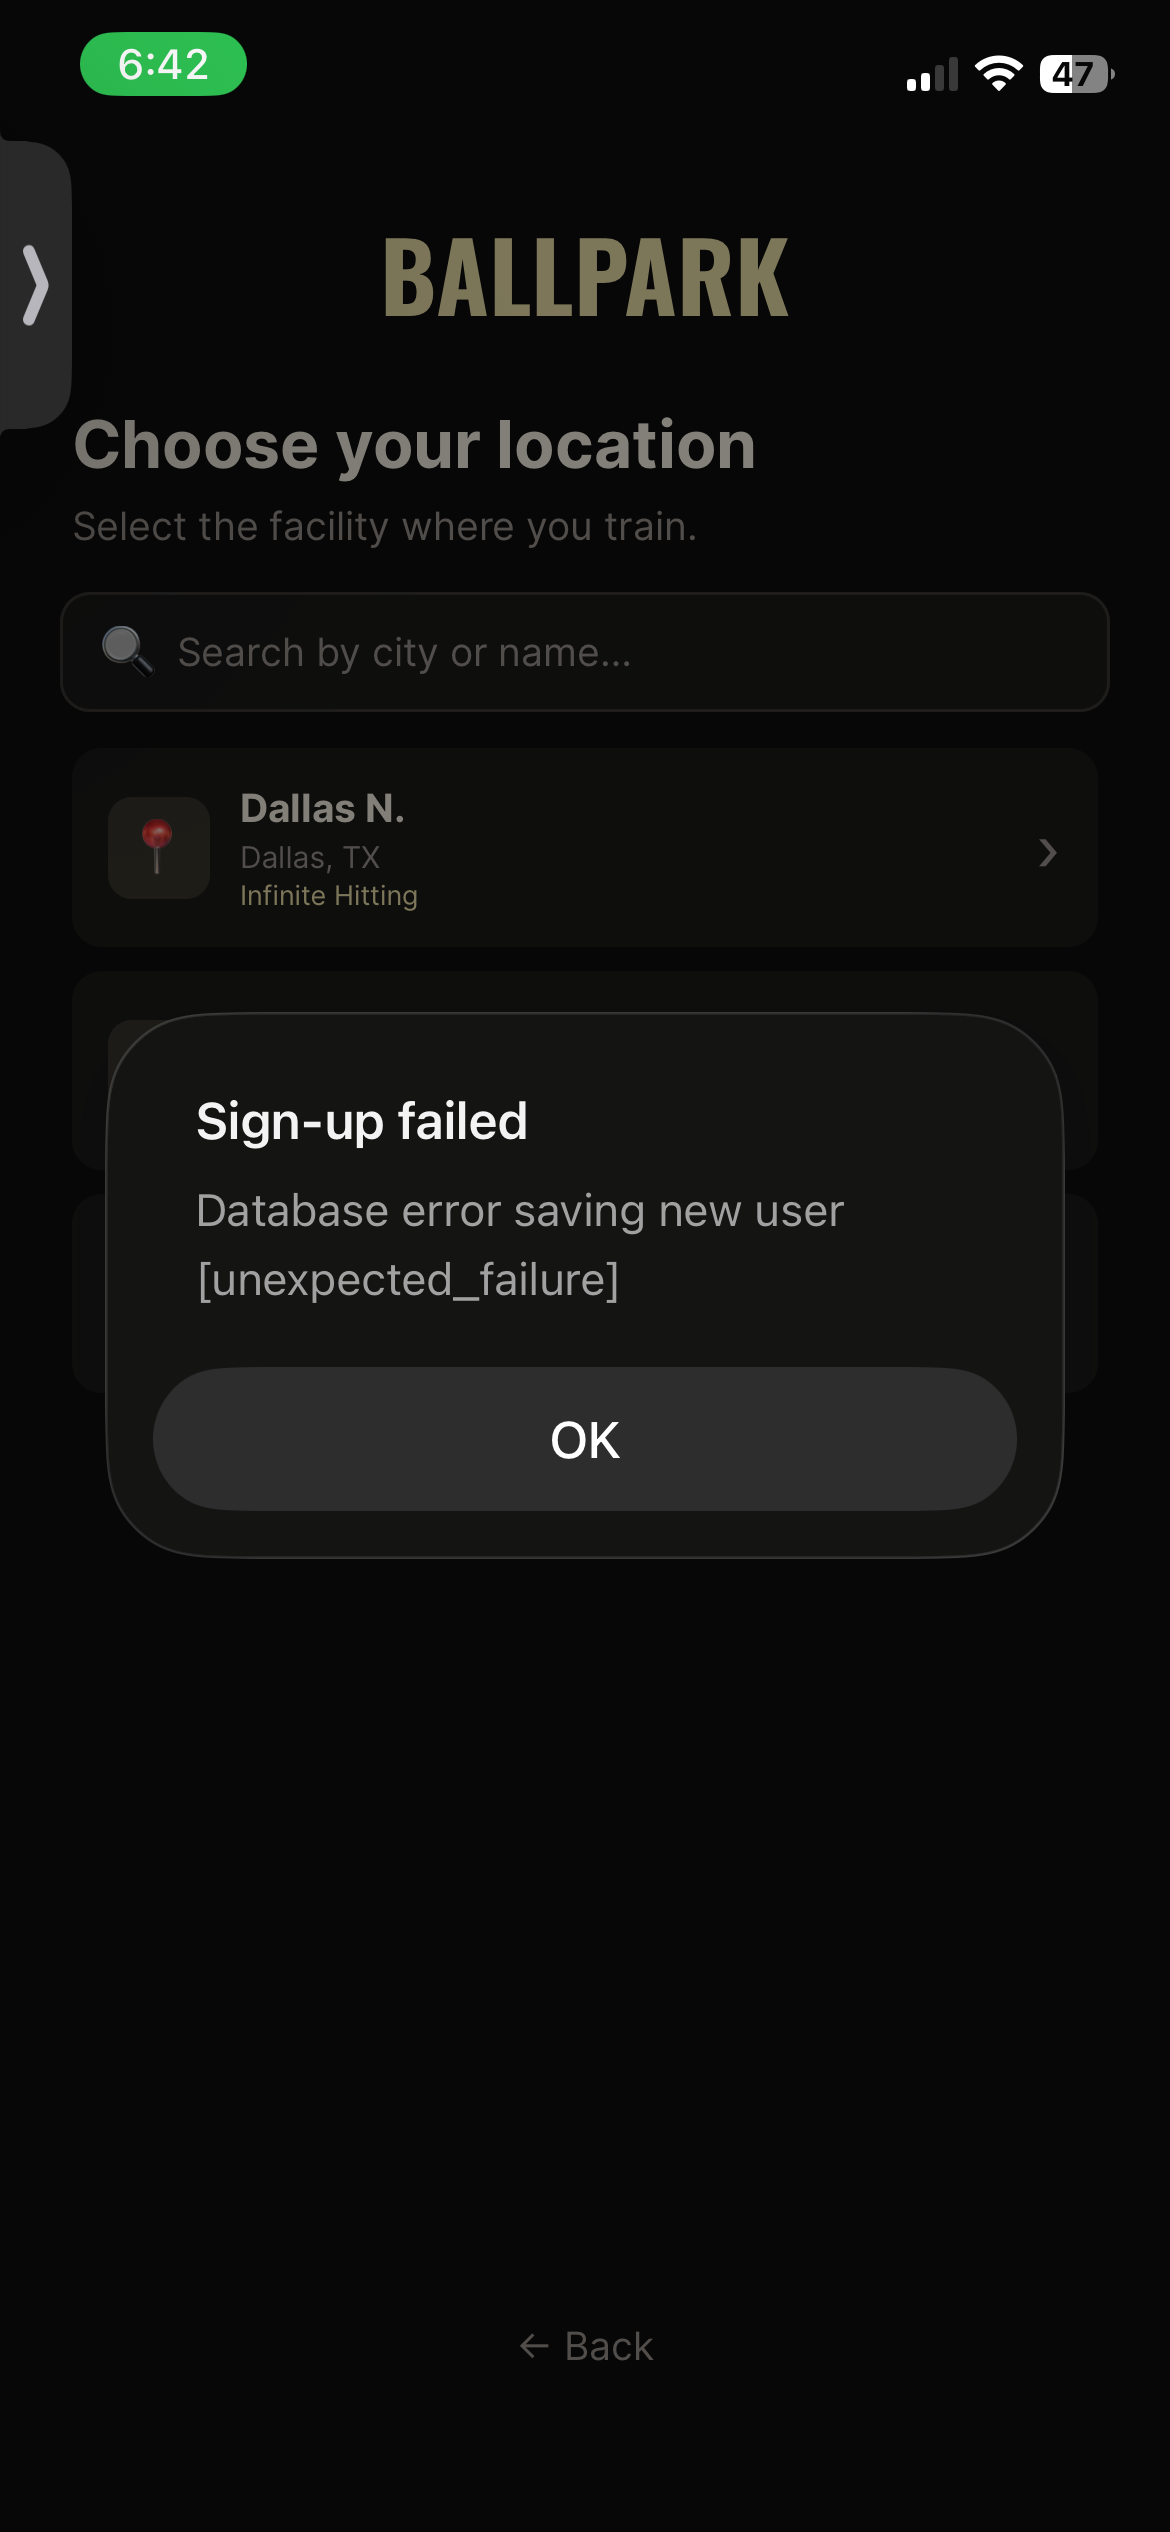 6:42
47
BALLPARK
Choose your location
Select the facility where you train.
Search by city or name...
Dallas N.
Dallas, TX
Infinite Hitting
Sign-up failed
Database error saving new user
[unexpected_failure]
OK
← Back